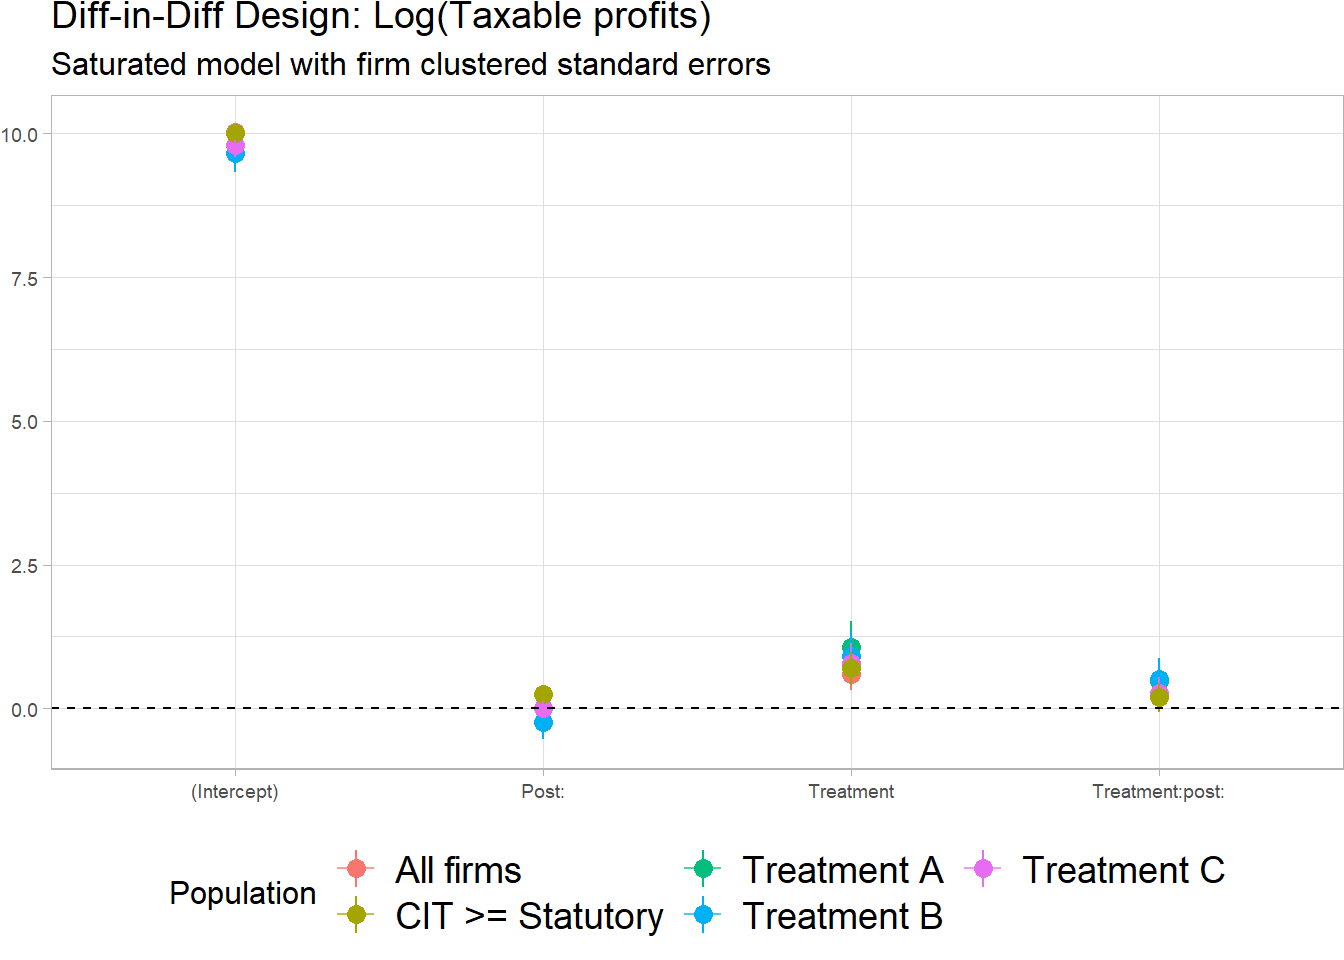 Diff-in-Diff Design: Log(Taxable profits)
Saturated model with firm clustered standard errors
10.0
7.5
5.0
2.5
0.0
(Intercept)
Post:
Treatment
Treatment:post:
Population
All firms
CIT >= Statutory
Treatment A
Treatment B
Treatment C